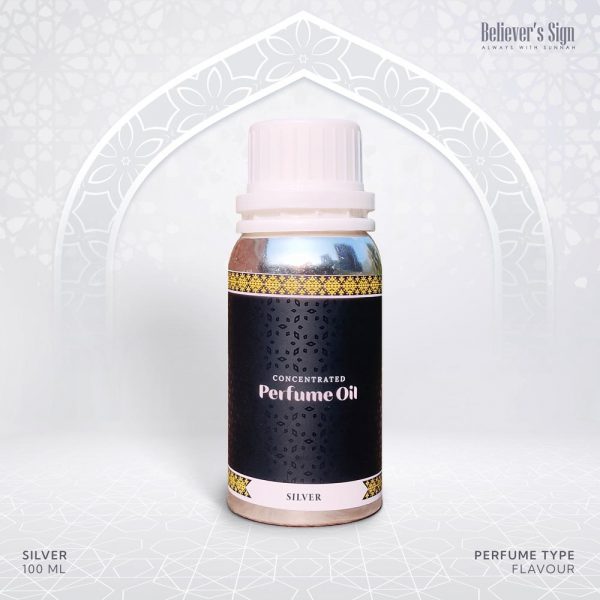 Believer's Sign
ALWAYS WITH SUNNAH
CONCENTRATED
Perfume Oil
SILVER
SILVER
100 ML
PERFUME TYPE
FLAVOUR